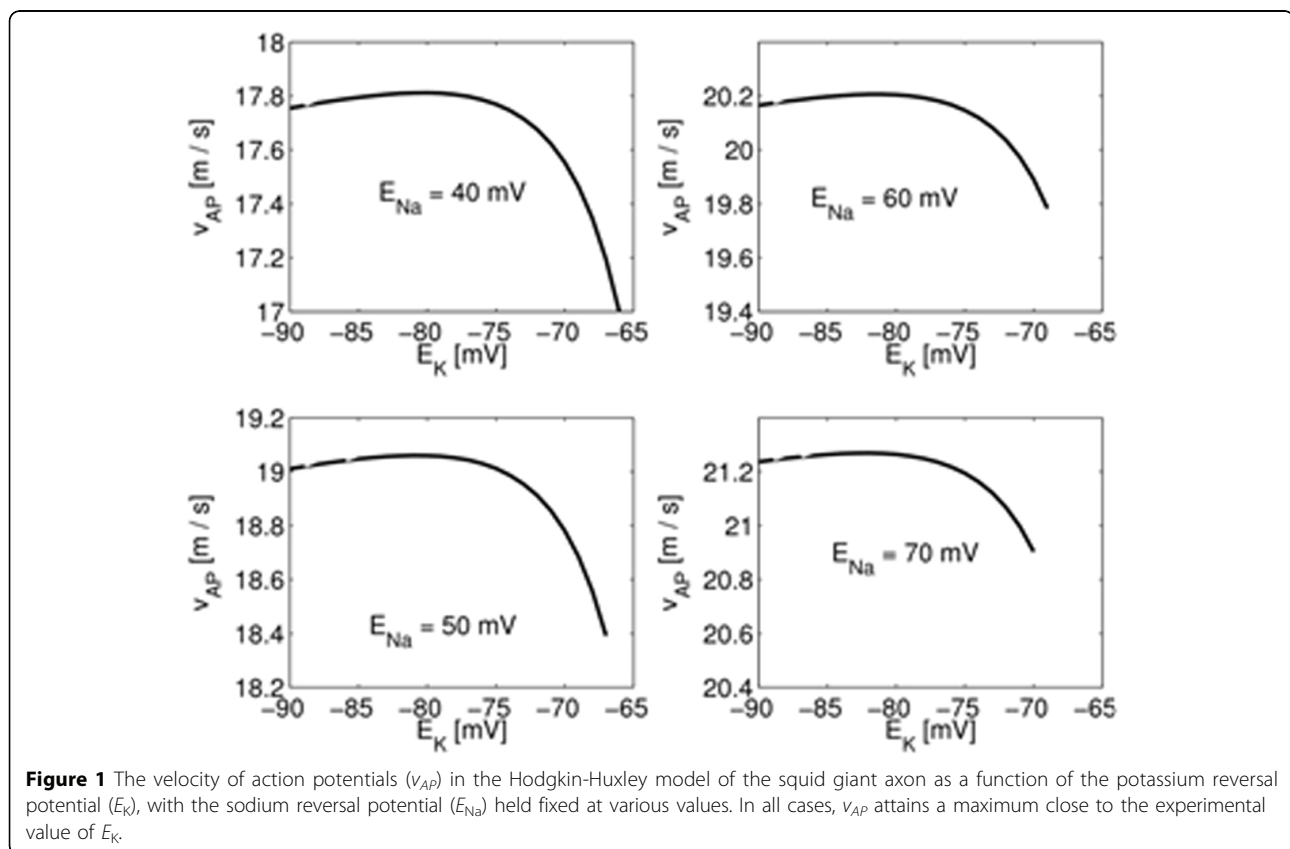 18
17.8
17.6
17.4
17.2
17
v_AP [m / s]
E_Na = 40 mV
−90 −85 −80 −75 −70 −65
E_K [mV]
20.2
20
19.8
19.6
19.4
v_AP [m / s]
E_Na = 60 mV
−90 −85 −80 −75 −70 −65
E_K [mV]
19.2
19
18.8
18.6
18.4
18.2
v_AP [m / s]
E_Na = 50 mV
−90 −85 −80 −75 −70 −65
E_K [mV]
21.2
21
20.8
20.6
20.4
v_AP [m / s]
E_Na = 70 mV
−90 −85 −80 −75 −70 −65
E_K [mV]
Figure 1 The velocity of action potentials (v_AP) in the Hodgkin-Huxley model of the squid giant axon as a function of the potassium reversal
potential (E_K), with the sodium reversal potential (E_Na) held fixed at various values. In all cases, v_AP attains a maximum close to the experimental
value of E_K.